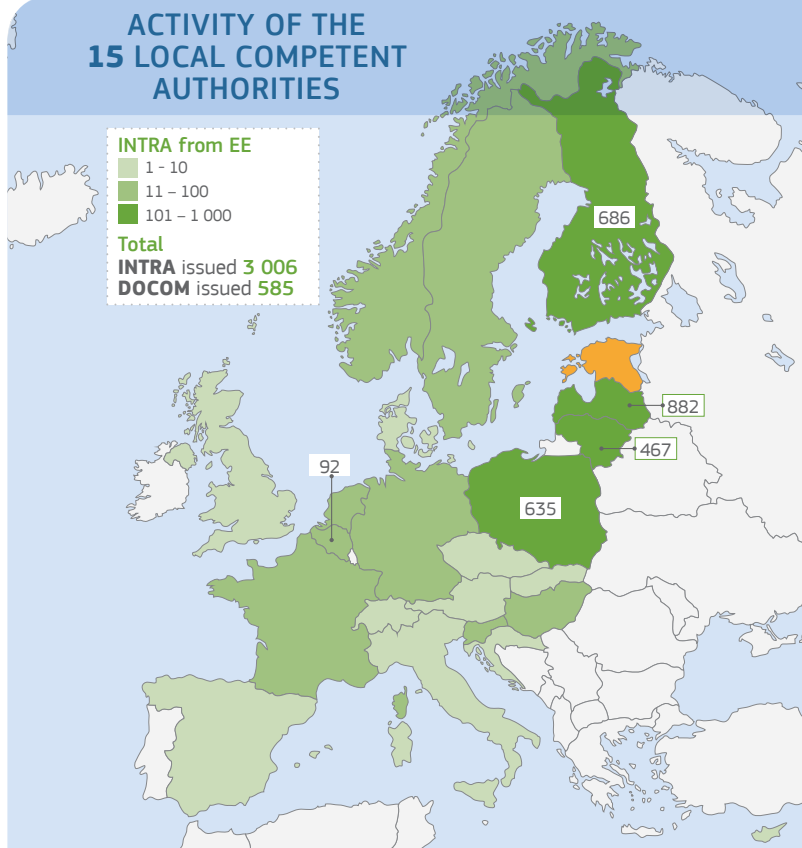 ACTIVITY OF THE
15 LOCAL COMPETENT
AUTHORITIES
INTRA from EE
1 - 10
11 – 100
101 – 1 000
Total
INTRA issued 3 006
DOCOM issued 585
686
882
467
92
635